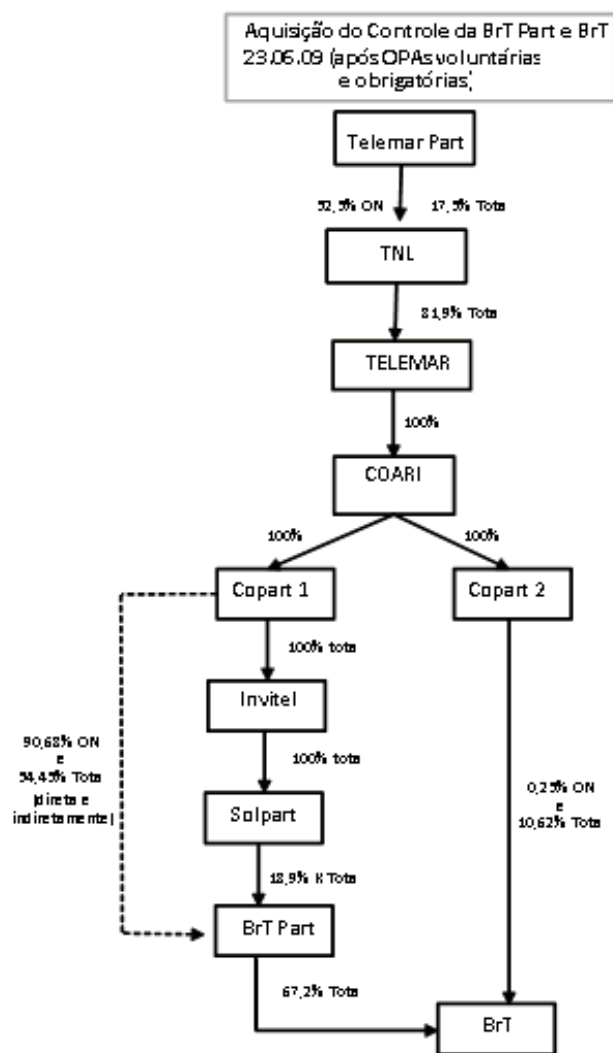 Aquisição do Controle da BrT Part e BrT
23.06.09 (após OPAs voluntárias
e obrigatórias)
Telemar Part
52,5% ON 17,5% Tota
TNL
81,9% Tota
TELEMAR
100%
COARI
100% 100%
Copart 1 Copart 2
100% tota
Invitel
100% tota
90,68% ON
e
54,45% Tota
(direta e
indiretamente)
Solpart
0,25% ON
e
10,62% Tota
18,9% K Tota
BrT Part
67,2% Tota
BrT